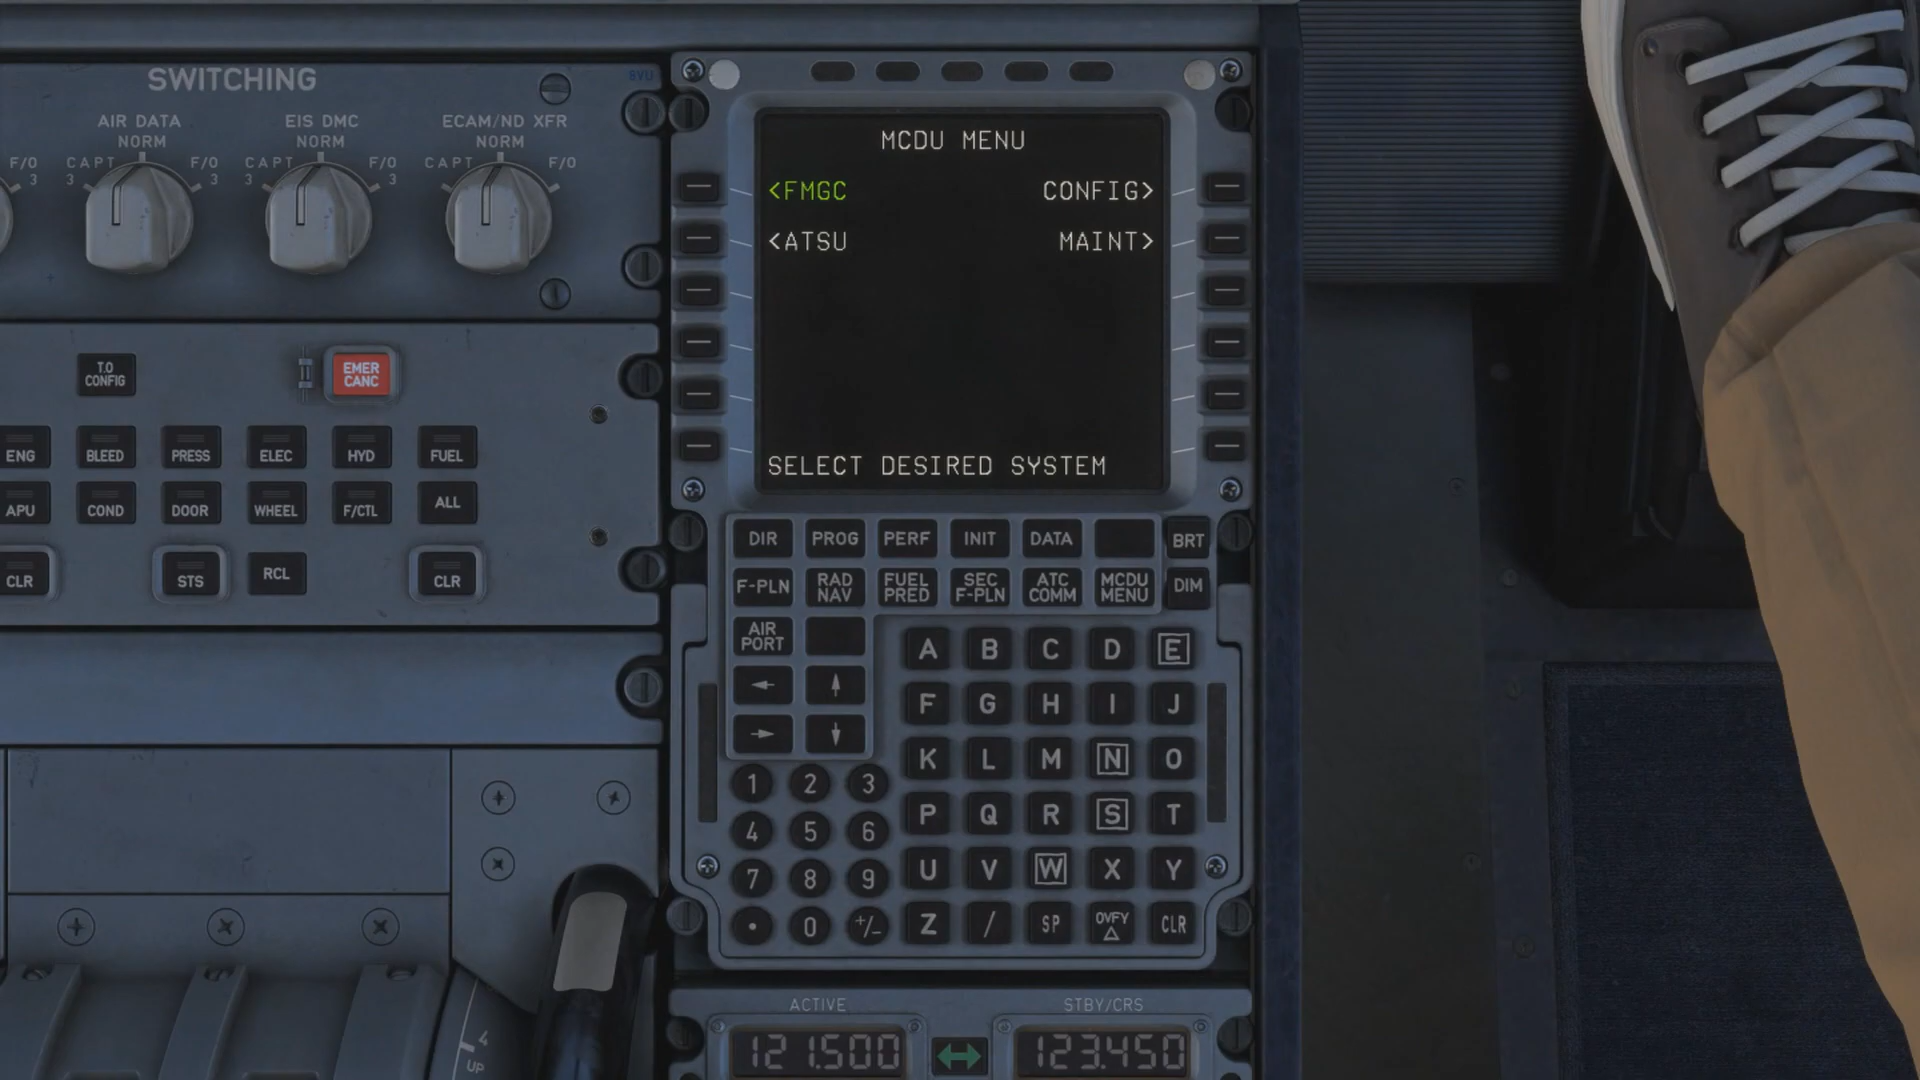 SWITCHING
8VU
AIR DATA
NORM
CAPT
3
F/O
3
EIS DMC
NORM
CAPT
3
F/O
3
ECAM/ND XFR
NORM
CAPT
F/O
F/O
3
T.O
CONFIG
EMER
CANC
ENG
BLEED
PRESS
ELEC
HYD
FUEL
APU
COND
DOOR
WHEEL
F/CTL
ALL
CLR
STS
RCL
CLR
MCDU MENU
<FMGC CONFIG>
<ATSU MAINT>
SELECT DESIRED SYSTEM
DIR PROG PERF INIT DATA BRT
F-PLN
RAD
NAV
FUEL
PRED
SEC
F-PLN
ATC
COMM
MCDU
MENU
DIM
AIR
PORT
← ↑
→ ↓
A B C D E
F G H I J
K L M N O
P Q R S T
U V W X Y
Z / SP OVFY △ CLR
1 2 3
4 5 6
7 8 9
. 0 +/-
ACTIVE STBY/CRS
121.500 123.450
4
UP